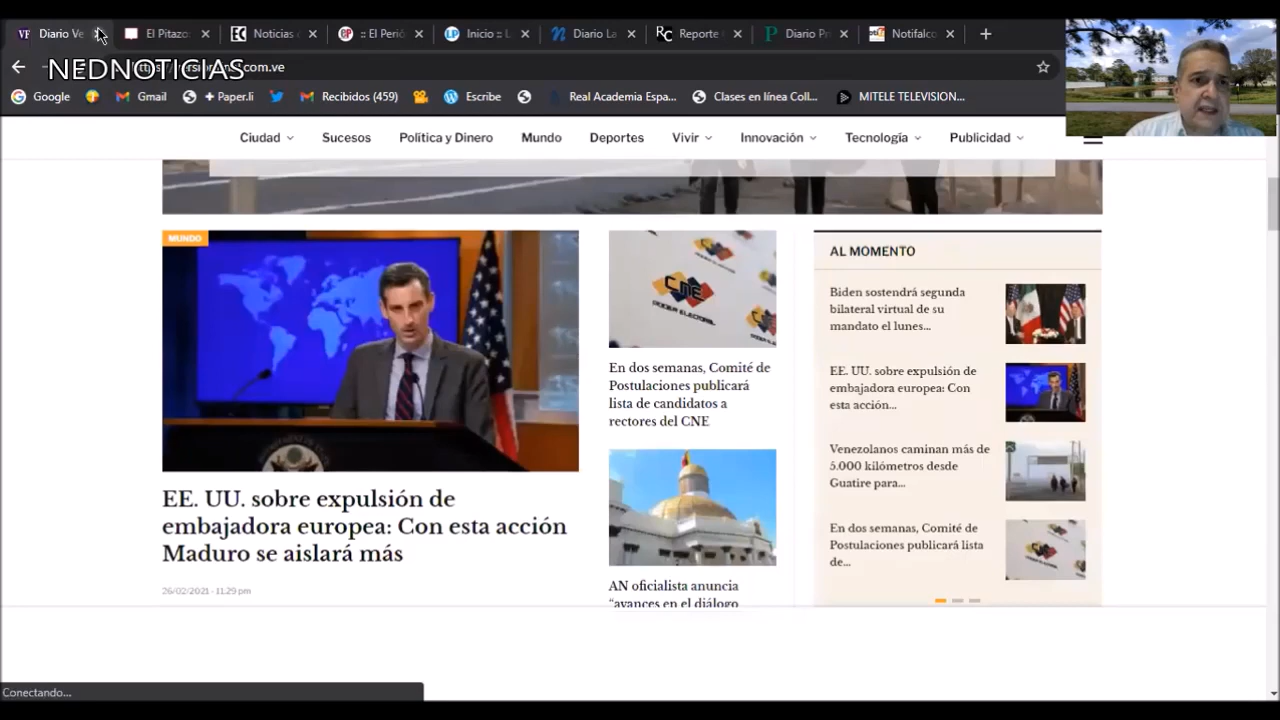 Diario Ve
El Pitazo
Noticias
:: El Perió
Inicio :: L
Diario La
Reporte
Diario Pr
Notifalco
NEDNOTICIAS
.com.ve
Google
Gmail
+ Paper.li
Recibidos (459)
Escribe
Real Academia Espa...
Clases en línea Coll...
MITELE TELEVISION...
Ciudad
Sucesos
Política y Dinero
Mundo
Deportes
Vivir
Innovación
Tecnología
Publicidad
MUNDO
EE. UU. sobre expulsión de
embajadora europea: Con esta acción
Maduro se aislará más
26/02/2021 - 11:29 pm
CNE
PODER ELECTORAL
En dos semanas, Comité de
Postulaciones publicará
lista de candidatos a
rectores del CNE
AN oficialista anuncia
“avances en el diálogo
AL MOMENTO
Biden sostendrá segunda
bilateral virtual de su
mandato el lunes...
EE. UU. sobre expulsión de
embajadora europea: Con
esta acción...
Venezolanos caminan más de
5.000 kilómetros desde
Guatire para...
En dos semanas, Comité de
Postulaciones publicará lista
de...
Conectando...